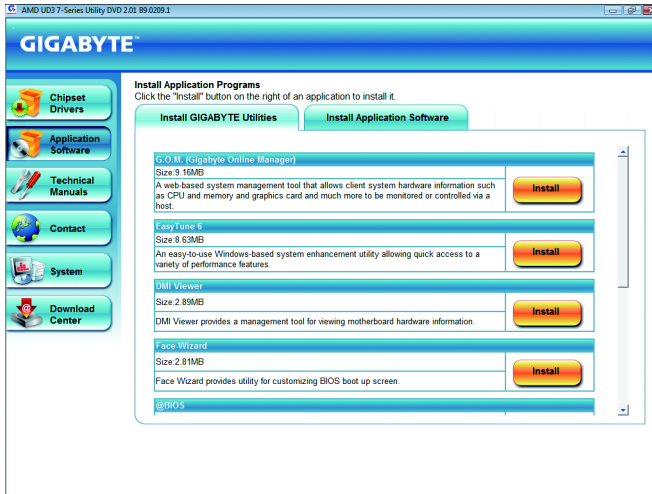 AMD UD3 7-Series Utility DVD 2.01 B9.0209.1
GIGABYTE™
Chipset
Drivers
Application
Software
Technical
Manuals
Contact
System
Download
Center
Install Application Programs
Click the "Install" button on the right of an application to install it.
Install GIGABYTE Utilities
Install Application Software
G.O.M. (Gigabyte Online Manager)
Size:9.16MB
A web-based system management tool that allows client system hardware information such
as CPU and memory and graphics card and much more to be monitored or controlled via a
host.
Install
EasyTune 6
Size:8.63MB
An easy-to-use Windows-based system enhancement utility allowing quick access to a
variety of performance features.
Install
DMI Viewer
Size:2.89MB
DMI Viewer provides a management tool for viewing motherboard hardware information.
Install
Face-Wizard
Size:2.81MB
Face Wizard provides utility for customizing BIOS boot up screen.
Install
@BIOS